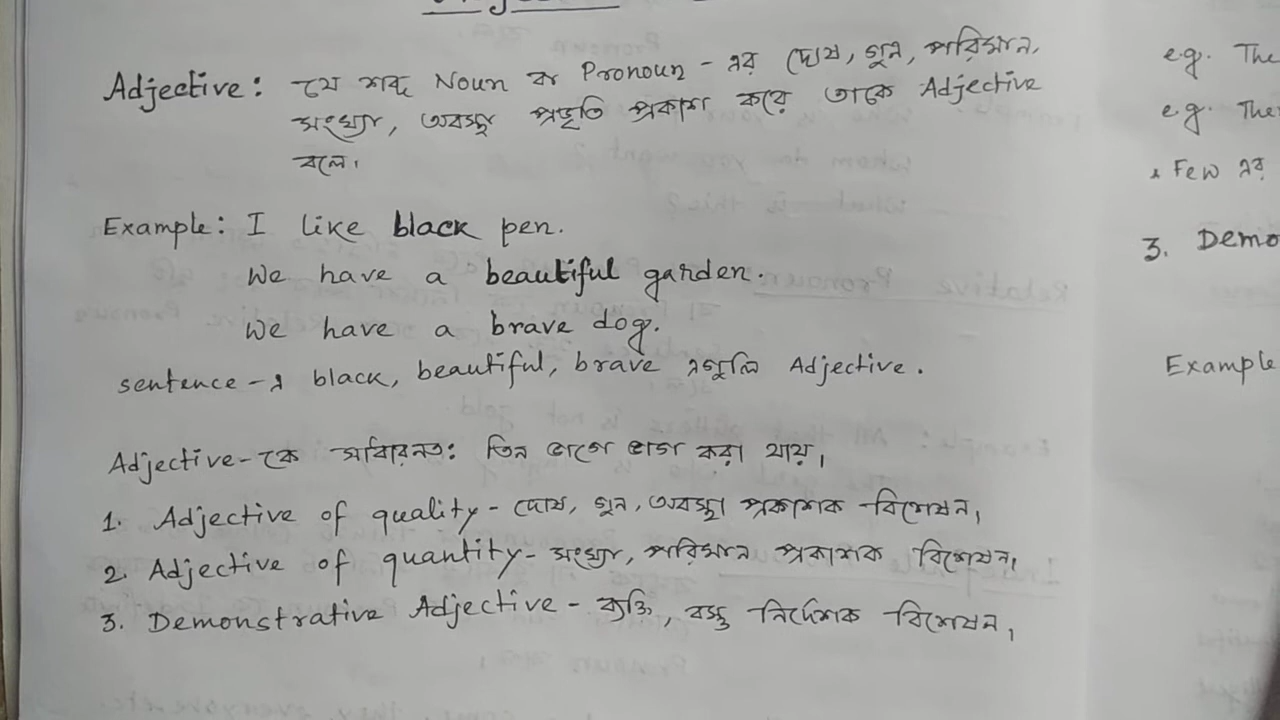 Adjective: যে শব্দ Noun বা Pronoun - এর দোষ, গুন, পরিমান,
সংখ্যা, অবস্থা প্রভৃতি প্রকাশ করে তাকে Adjective
বলে।
Example: I like black pen.
We have a beautiful garden.
We have a brave dog.
sentence-এ black, beautiful, brave এগুলি Adjective.
Adjective-কে সাধারনত: তিন ভাগে ভাগ করা যায়।
1. Adjective of quality - দোষ, গুন, অবস্থা প্রকাশক বিশেষন।
2. Adjective of quantity - সংখ্যা, পরিমান প্রকাশক বিশেষন।
3. Demonstrative Adjective - ব্যক্তি, বস্তু নির্দেশক বিশেষন।
e.g. The
e.g. The
Few এর
3. Demo
Example